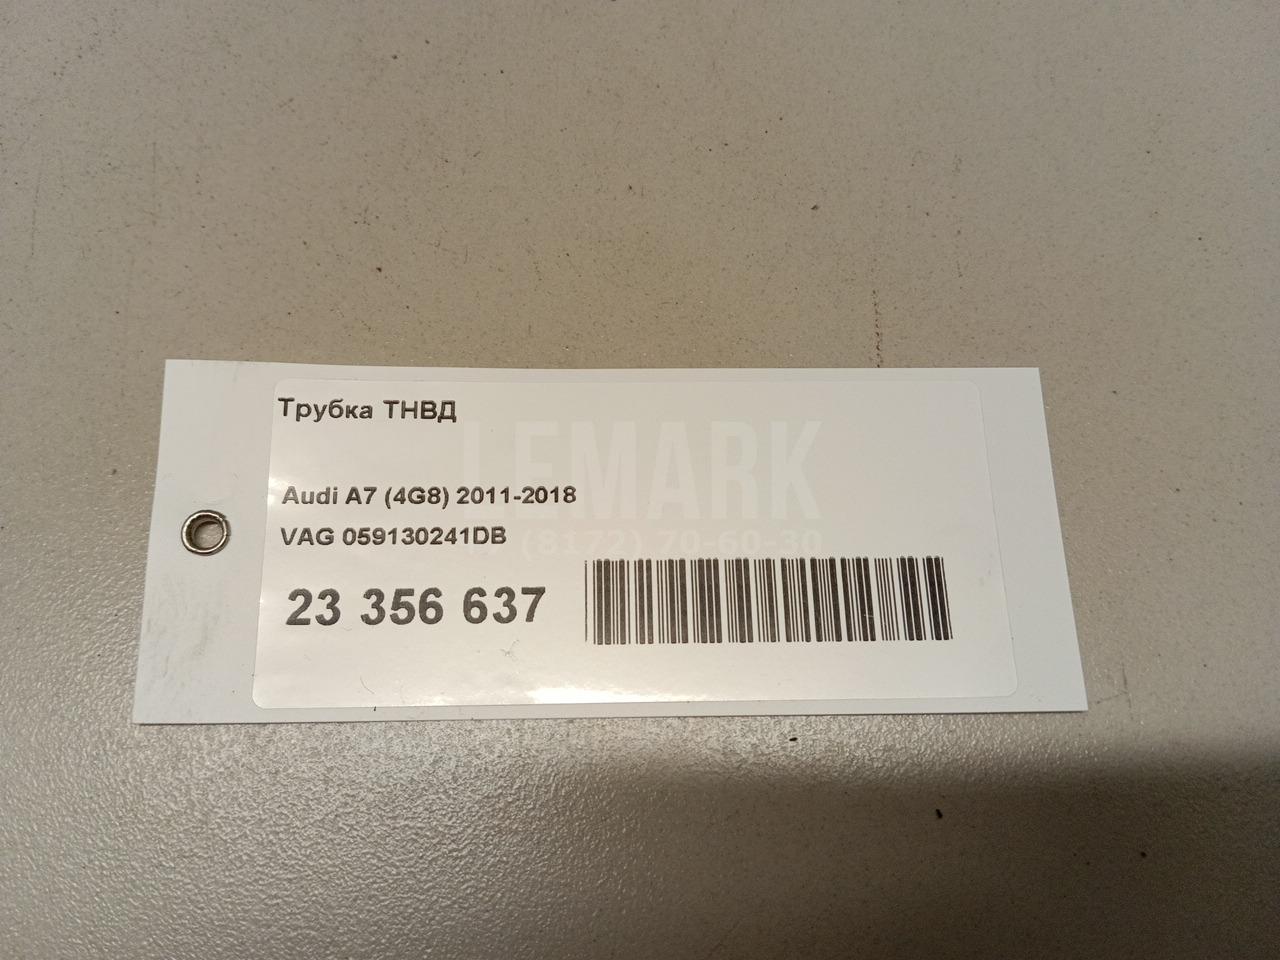 Трубка ТНВД
LEMARK
Audi A7 (4G8) 2011-2018
VAG 059130241DB
(8172) 70-60-30
23 356 637